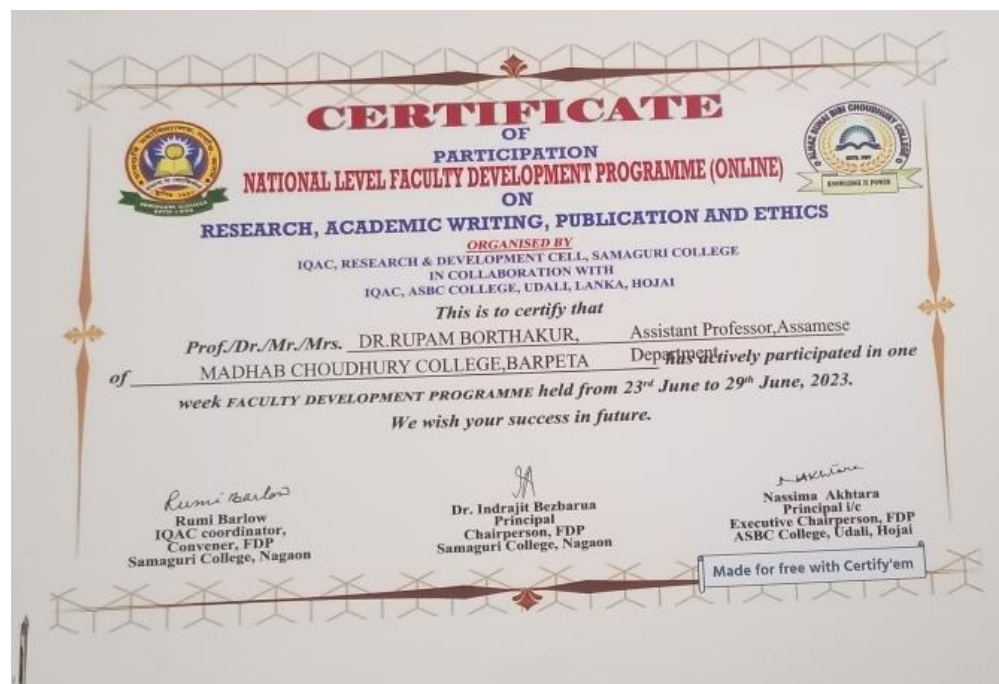 CERTIFICATE
OF
PARTICIPATION
NATIONAL LEVEL FACULTY DEVELOPMENT PROGRAMME (ONLINE)
ON
RESEARCH, ACADEMIC WRITING, PUBLICATION AND ETHICS
ORGANISED BY
IQAC, RESEARCH & DEVELOPMENT CELL, SAMAGURI COLLEGE
IN COLLABORATION WITH
IQAC, ASBC COLLEGE, UDALI, LANKA, HOJAI
ALHAZ SUNAI BIBI CHOUDHURY COLLEGE
KNOWLEDGE IS POWER
This is to certify that
Prof./Dr./Mr./Mrs. DR.RUPAM BORTHAKUR, Assistant Professor,Assamese
of MADHAB CHOUDHURY COLLEGE,BARPETA Department has actively participated in one
week FACULTY DEVELOPMENT PROGRAMME held from 23rd June to 29th June, 2023.
We wish your success in future.
Rumi Barlow
Rumi Barlow
IQAC coordinator,
Convener, FDP
Samaguri College, Nagaon
Dr. Indrajit Bezbarua
Principal
Chairperson, FDP
Samaguri College, Nagaon
NAkhtara
Nassima Akhtara
Principal i/c
Executive Chairperson, FDP
ASBC College, Udali, Hojai
Made for free with Certify'em